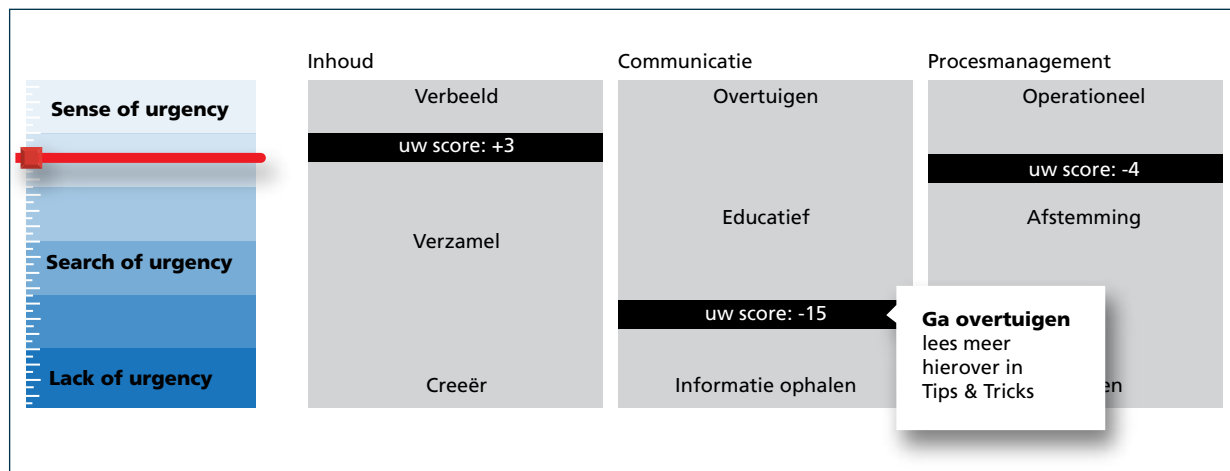 Inhoud
Communicatie
Procesmanagement
Sense of urgency
Search of urgency
Lack of urgency
Verbeeld
uw score: +3
Verzamel
Creeër
Overtuigen
Educatief
uw score: -15
Informatie ophalen
Operationeel
uw score: -4
Afstemming
Ga overtuigen
lees meer
hierover in
Tips & Tricks